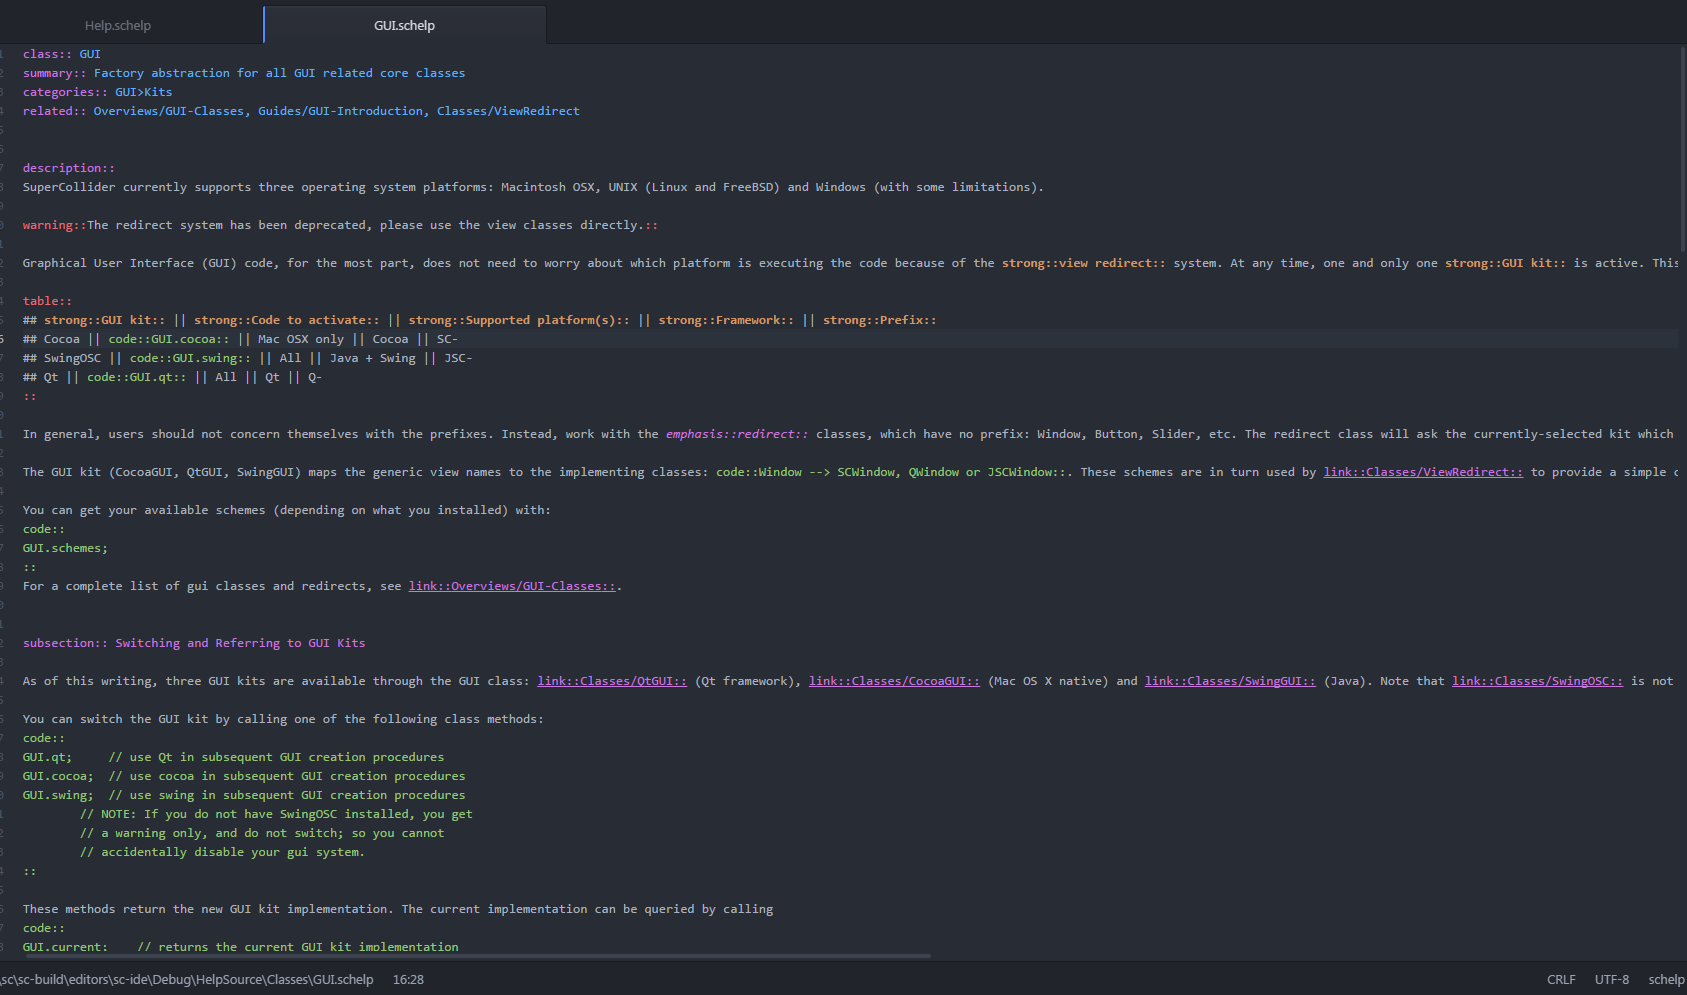 Help.schelp
GUI.schelp
class:: GUI
summary:: Factory abstraction for all GUI related core classes
categories:: GUI>Kits
related:: Overviews/GUI-Classes, Guides/GUI-Introduction, Classes/ViewRedirect
description::
SuperCollider currently supports three operating system platforms: Macintosh OSX, UNIX (Linux and FreeBSD) and Windows (with some limitations).
warning::The redirect system has been deprecated, please use the view classes directly.::
Graphical User Interface (GUI) code, for the most part, does not need to worry about which platform is executing the code because of the strong::view redirect:: system. At any time, one and only one strong::GUI kit:: is active. This
table::
## strong::GUI kit:: || strong::Code to activate:: || strong::Supported platform(s):: || strong::Framework:: || strong::Prefix::
## Cocoa || code::GUI.cocoa:: || Mac OSX only || Cocoa || SC-
## SwingOSC || code::GUI.swing:: || All || Java + Swing || JSC-
## Qt || code::GUI.qt:: || All || Qt || Q-
::
In general, users should not concern themselves with the prefixes. Instead, work with the emphasis::redirect:: classes, which have no prefix: Window, Button, Slider, etc. The redirect class will ask the currently-selected kit which
The GUI kit (CocoaGUI, QtGUI, SwingGUI) maps the generic view names to the implementing classes: code::Window --> SCWindow, QWindow or JSCWindow::. These schemes are in turn used by link::Classes/ViewRedirect:: to provide a simple
You can get your available schemes (depending on what you installed) with:
code::
GUI.schemes;
::
For a complete list of gui classes and redirects, see link::Overviews/GUI-Classes::.
subsection:: Switching and Referring to GUI Kits
As of this writing, three GUI kits are available through the GUI class: link::Classes/QtGUI:: (Qt framework), link::Classes/CocoaGUI:: (Mac OS X native) and link::Classes/SwingGUI:: (Java). Note that link::Classes/SwingOSC:: is not
You can switch the GUI kit by calling one of the following class methods:
code::
GUI.qt;     // use Qt in subsequent GUI creation procedures
GUI.cocoa;  // use cocoa in subsequent GUI creation procedures
GUI.swing;  // use swing in subsequent GUI creation procedures
// NOTE: If you do not have SwingOSC installed, you get
// a warning only, and do not switch; so you cannot
// accidentally disable your gui system.
::
These methods return the new GUI kit implementation. The current implementation can be queried by calling
code::
GUI.current;    // returns the current GUI kit implementation
\sc\sc-build\editors\sc-ide\Debug\HelpSource\Classes\GUI.schelp 16:28 CRLF UTF-8 schelp